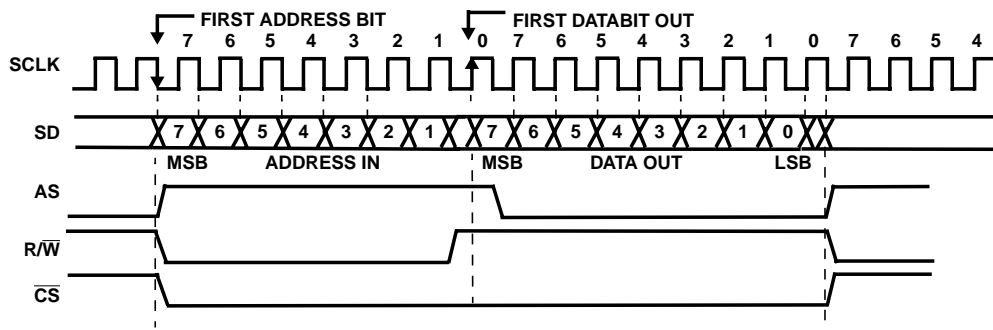 FIRST ADDRESS BIT FIRST DATABIT OUT
7 6 5 4 3 2 1 0 7 6 5 4 3 2 1 0 7 6 5 4
SCLK
SD 7 6 5 4 3 2 1 7 6 5 4 3 2 1 0
MSB ADDRESS IN MSB DATA OUT LSB
AS
R/W̅
C̅S̅